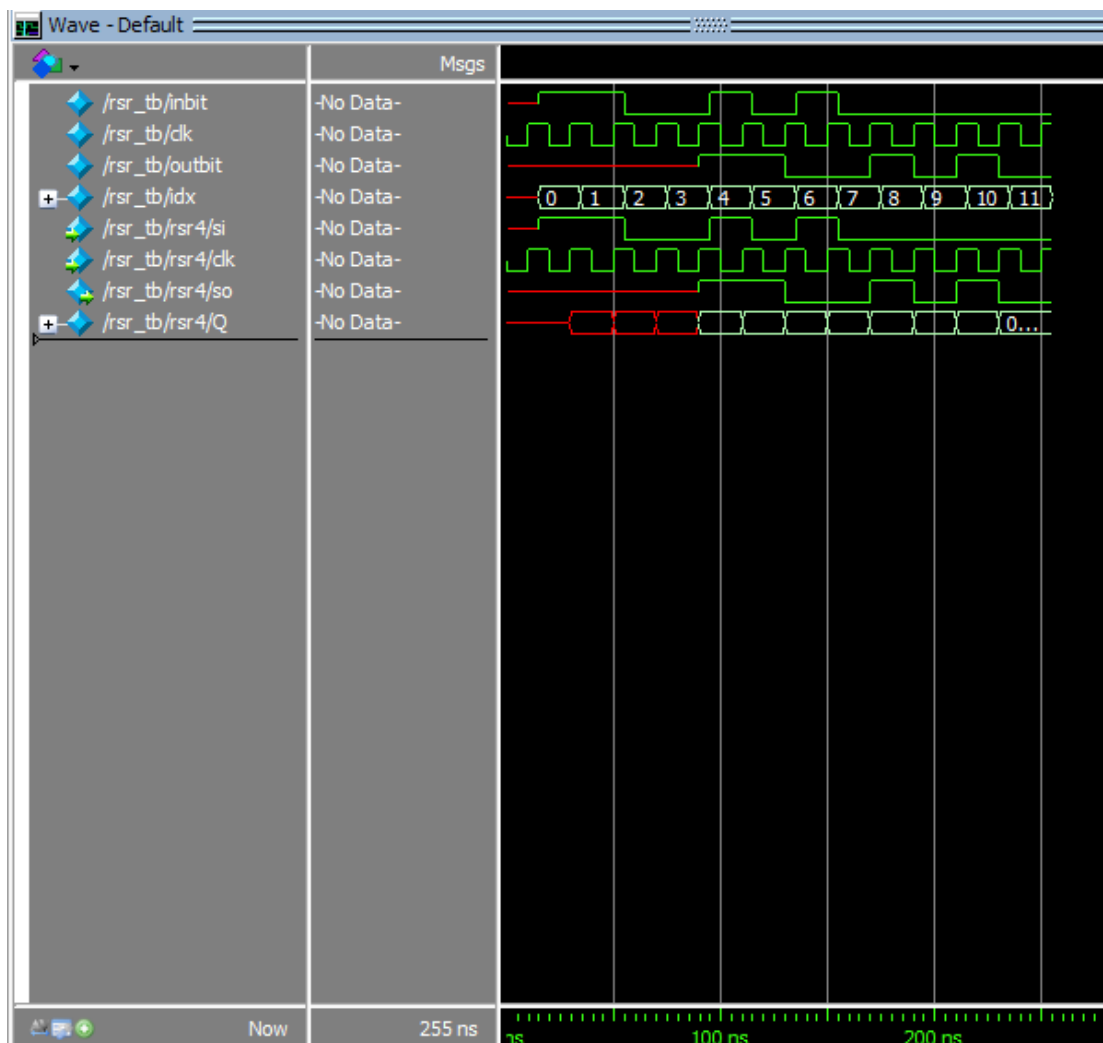 Wave - Default
Msgs
/rsr_tb/inbit -No Data-
/rsr_tb/clk -No Data-
/rsr_tb/outbit -No Data-
/rsr_tb/idx -No Data- 0 1 2 3 4 5 6 7 8 9 10 11
/rsr_tb/rsr4/si -No Data-
/rsr_tb/rsr4/clk -No Data-
/rsr_tb/rsr4/so -No Data-
/rsr_tb/rsr4/Q -No Data- 0...
Now 255 ns ns 100 ns 200 ns